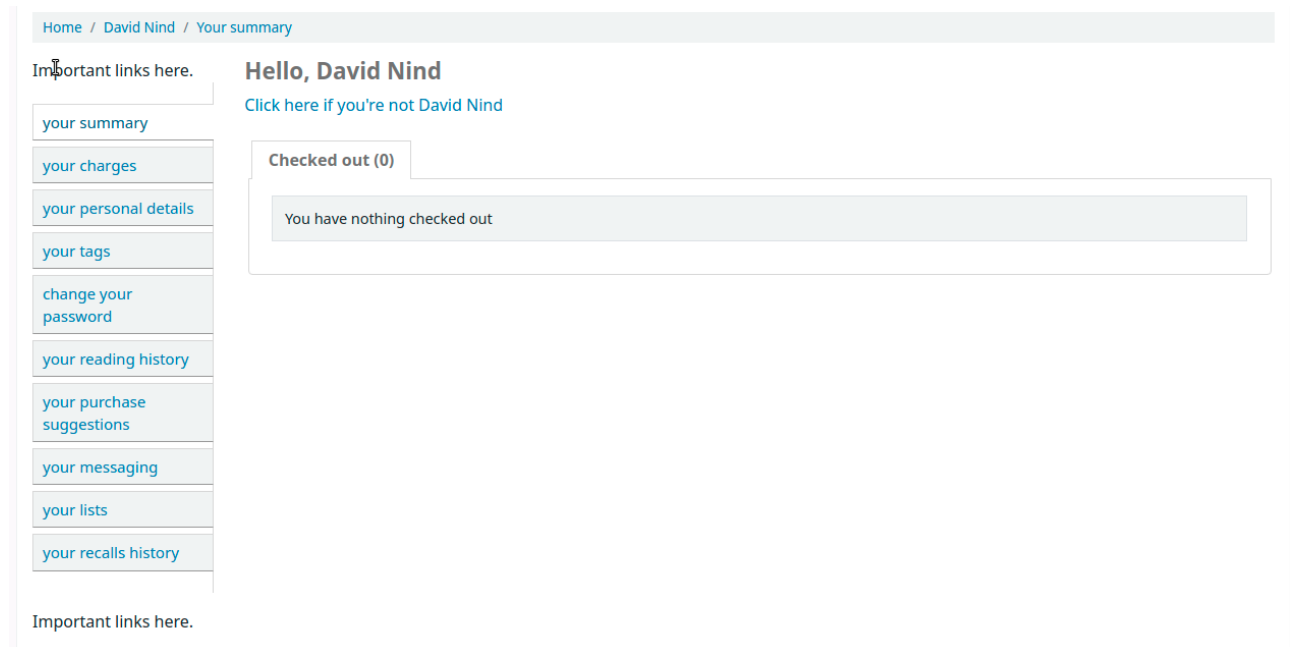 Home / David Nind / Your summary
Important links here.
your summary
your charges
your personal details
your tags
change your
password
your reading history
your purchase
suggestions
your messaging
your lists
your recalls history
Important links here.
Hello, David Nind
Click here if you're not David Nind
Checked out (0)
You have nothing checked out